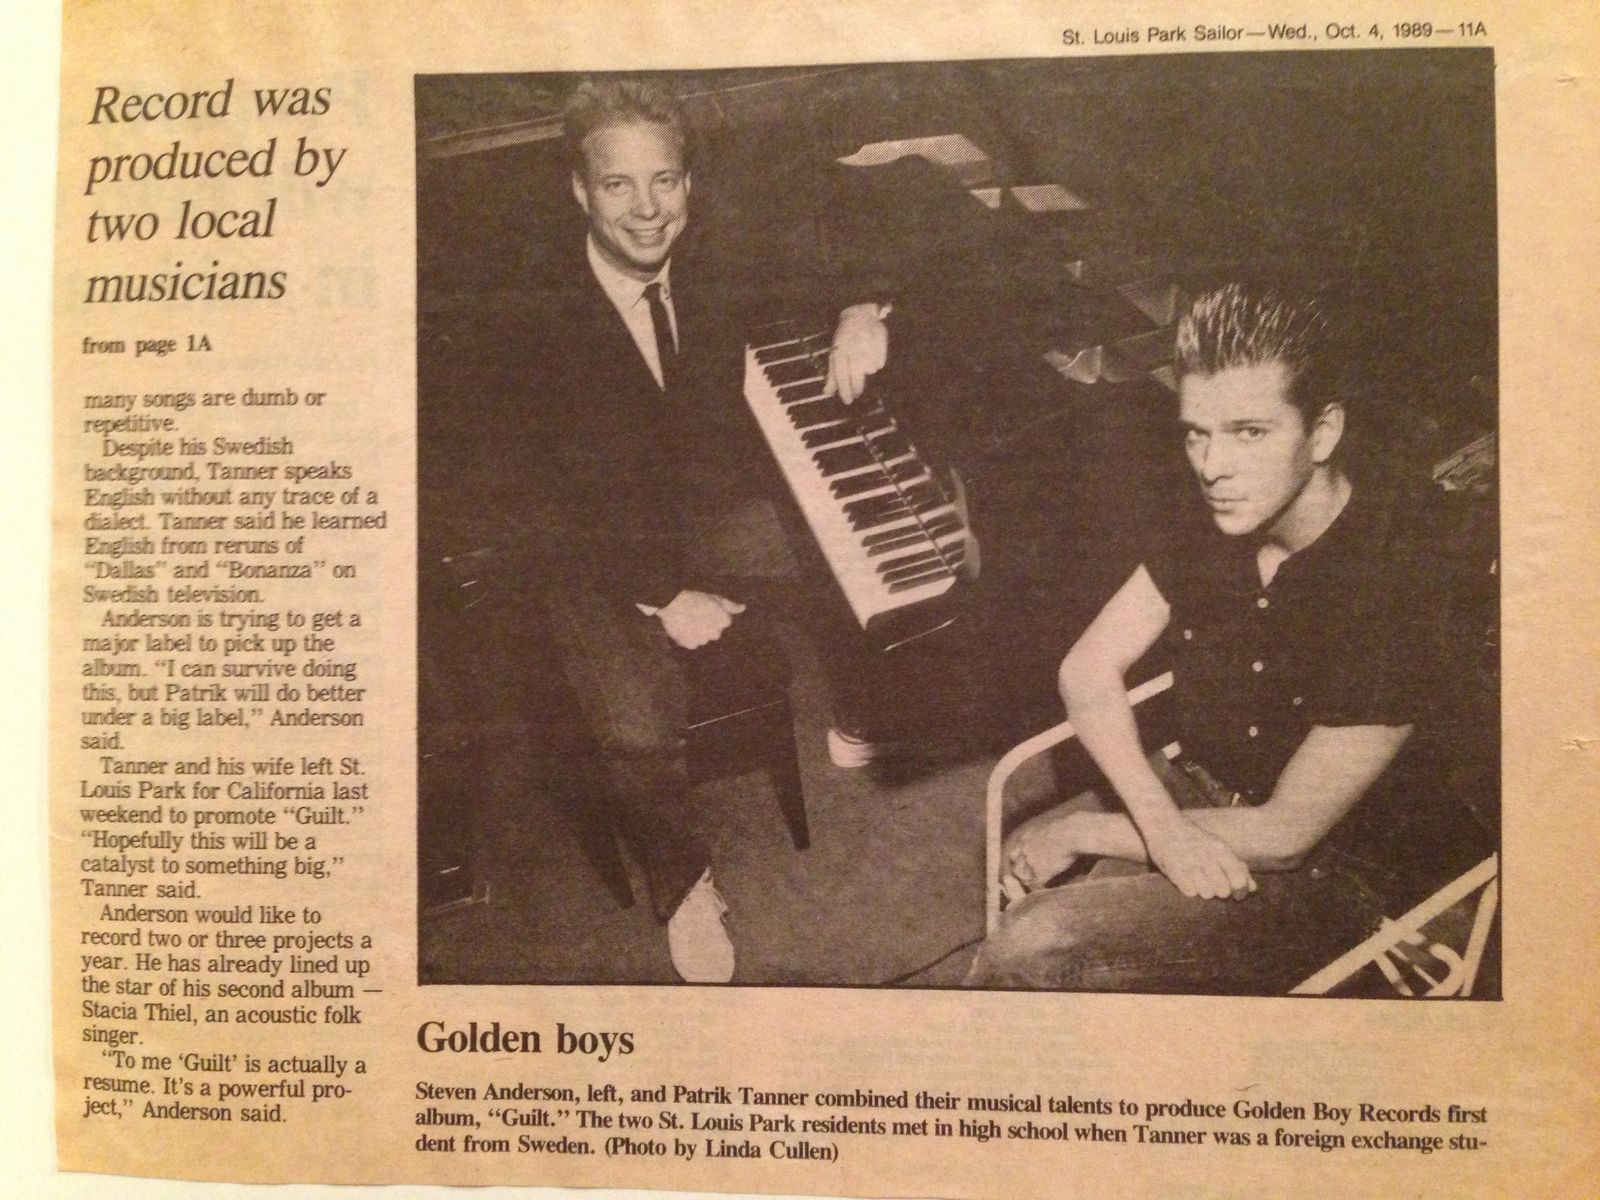 St. Louis Park Sailor—Wed., Oct. 4, 1989—11A
Record was
produced by
two local
musicians
from page 1A
many songs are dumb or
repetitive.
Despite his Swedish
background, Tanner speaks
English without any trace of a
dialect. Tanner said he learned
English from reruns of
“Dallas” and “Bonanza” on
Swedish television.
Anderson is trying to get a
major label to pick up the
album. “I can survive doing
this, but Patrik will do better
under a big label,” Anderson
said.
Tanner and his wife left St.
Louis Park for California last
weekend to promote “Guilt.”
“Hopefully this will be a
catalyst to something big,”
Tanner said.
Anderson would like to
record two or three projects a
year. He has already lined up
the star of his second album —
Stacia Thiel, an acoustic folk
singer.
“To me ‘Guilt’ is actually a
resume. It’s a powerful pro-
ject,” Anderson said.
Golden boys
Steven Anderson, left, and Patrik Tanner combined their musical talents to produce Golden Boy Records first
album, “Guilt.” The two St. Louis Park residents met in high school when Tanner was a foreign exchange stu-
dent from Sweden. (Photo by Linda Cullen)